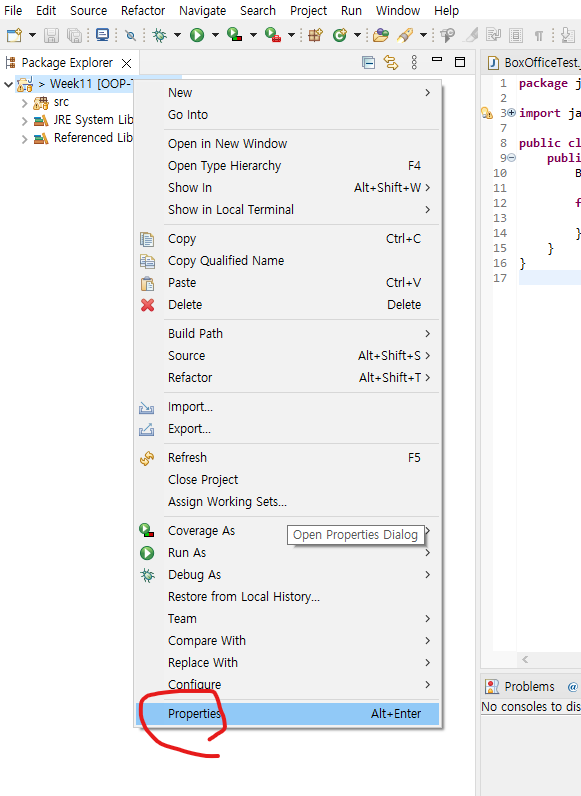 File Edit Source Refactor Navigate Search Project Run Window Help
Package Explorer
> Week11 [OOP-
src
JRE System Lib
Referenced Lib
New
Go Into
Open in New Window
Open Type Hierarchy F4
Show In Alt+Shift+W
Show in Local Terminal
Copy Ctrl+C
Copy Qualified Name
Paste Ctrl+V
Delete Delete
Build Path
Source Alt+Shift+S
Refactor Alt+Shift+T
Import...
Export...
Refresh F5
Close Project
Assign Working Sets...
Coverage As
Open Properties Dialog
Run As
Debug As
Restore from Local History...
Team
Compare With
Replace With
Configure
Properties Alt+Enter
BoxOfficeTest.
1 package j
2
3 import ja
7
8 public cl
9 publi
10 B
11
12 f
13
14 }
15 }
16 }
17
Problems @
No consoles to dis